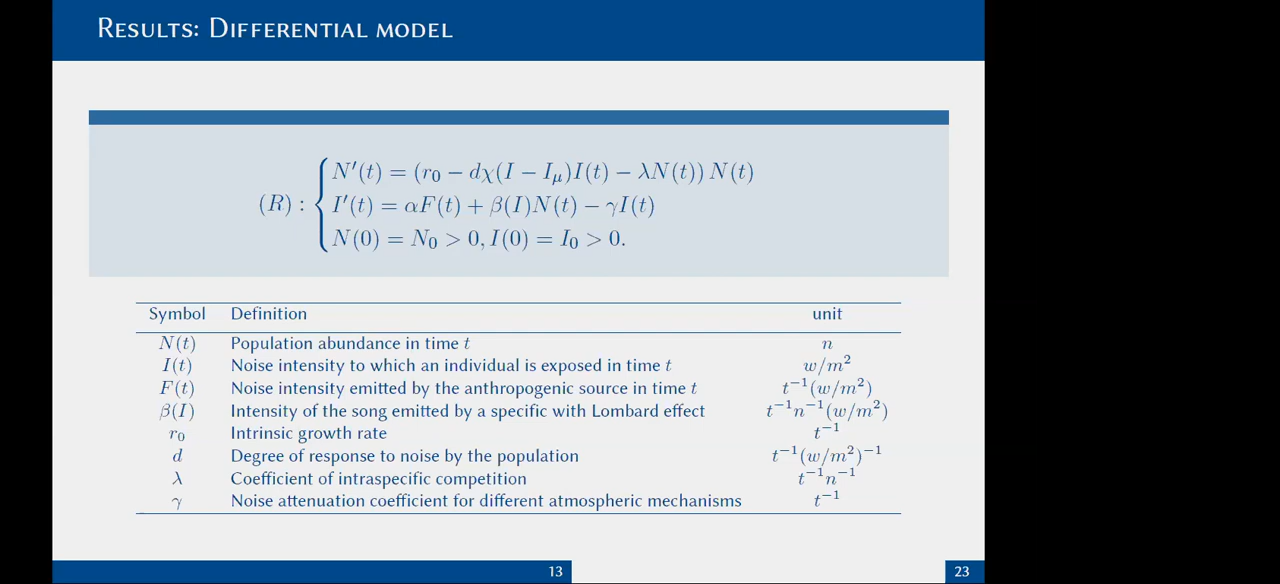 RESULTS: DIFFERENTIAL MODEL
N′(t) = (r₀ − dχ(I − I_μ)I(t) − λN(t)) N(t)
(R) : I′(t) = αF(t) + β(I)N(t) − γI(t)
N(0) = N₀ > 0, I(0) = I₀ > 0.
Symbol Definition unit
N(t) Population abundance in time t n
I(t) Noise intensity to which an individual is exposed in time t w/m²
F(t) Noise intensity emitted by the anthropogenic source in time t t⁻¹(w/m²)
β(I) Intensity of the song emitted by a specific with Lombard effect t⁻¹n⁻¹(w/m²)
r₀ Intrinsic growth rate t⁻¹
d Degree of response to noise by the population t⁻¹(w/m²)⁻¹
λ Coefficient of intraspecific competition t⁻¹n⁻¹
γ Noise attenuation coefficient for different atmospheric mechanisms t⁻¹
13 23